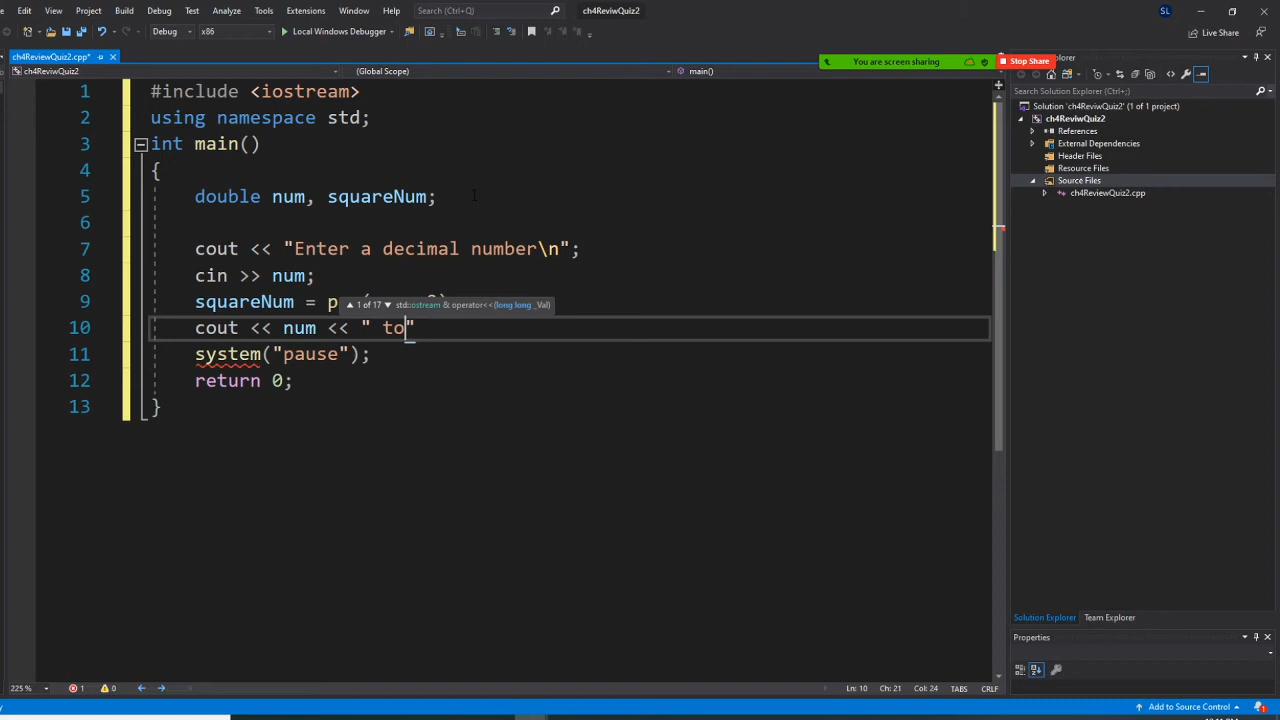 Edit View Project Build Debug Test Analyze Tools Extensions Window Help Search (Ctrl+Q) ch4ReviwQuiz2 SL
Debug x86 Local Windows Debugger Live Share
ch4ReviewQuiz2.cpp* You are screen sharing Stop Share Explorer
ch4ReviwQuiz2 (Global Scope) main()
Search Solution Explorer (Ctrl+;)
Solution 'ch4ReviwQuiz2' (1 of 1 project)
ch4ReviwQuiz2
References
External Dependencies
Header Files
Resource Files
Source Files
ch4ReviewQuiz2.cpp
1 #include <iostream>
2 using namespace std;
3 int main()
4 {
5 double num, squareNum;
6
7 cout << "Enter a decimal number\n";
8 cin >> num;
9 squareNum = p
1 of 17 std::ostream & operator<<(long long _Val)
10 cout << num << " to"
11 system("pause");
12 return 0;
13 }
Solution Explorer Team Explorer
Properties
225 % 1 0 Ln: 10 Ch: 21 Col: 24 TABS CRLF
Add to Source Control 1